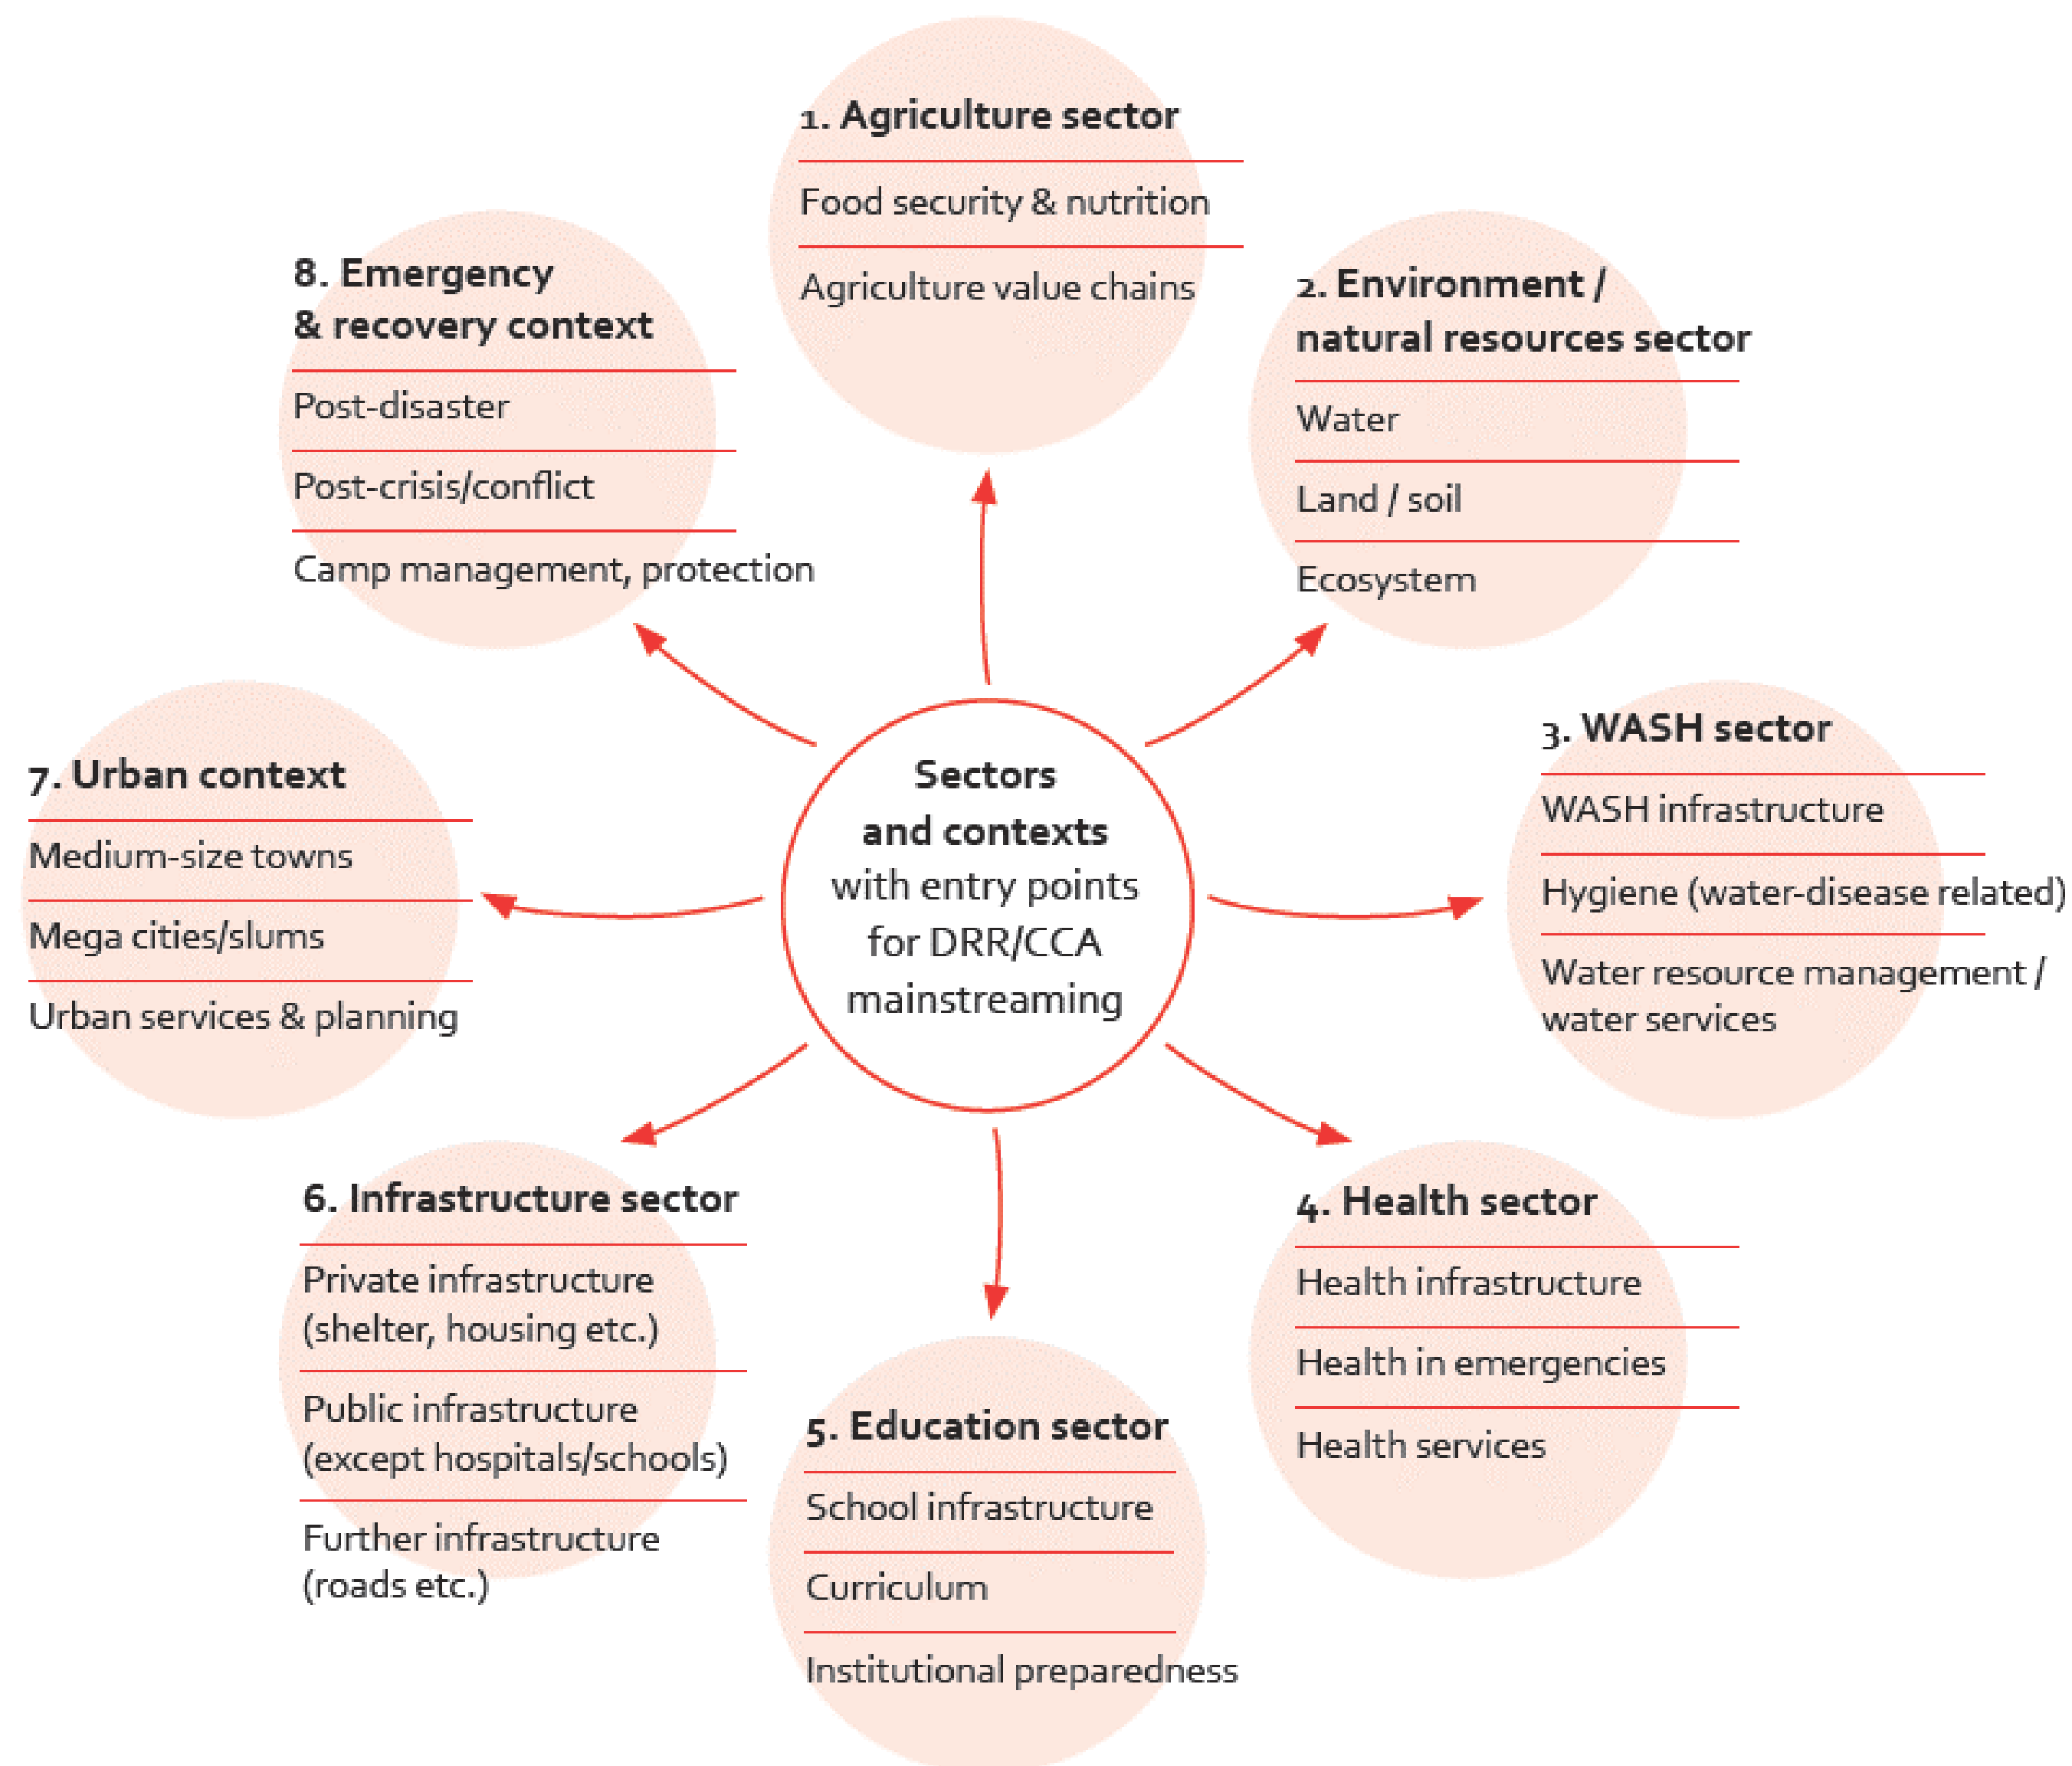 Sectors
and contexts
with entry points
for DRR/CCA
mainstreaming
1. Agriculture sector
Food security & nutrition
Agriculture value chains
2. Environment /
natural resources sector
Water
Land / soil
Ecosystem
3. WASH sector
WASH infrastructure
Hygiene (water-disease related)
Water resource management /
water services
4. Health sector
Health infrastructure
Health in emergencies
Health services
5. Education sector
School infrastructure
Curriculum
Institutional preparedness
6. Infrastructure sector
Private infrastructure
(shelter, housing etc.)
Public infrastructure
(except hospitals/schools)
Further infrastructure
(roads etc.)
7. Urban context
Medium-size towns
Mega cities/slums
Urban services & planning
8. Emergency
& recovery context
Post-disaster
Post-crisis/conflict
Camp management, protection